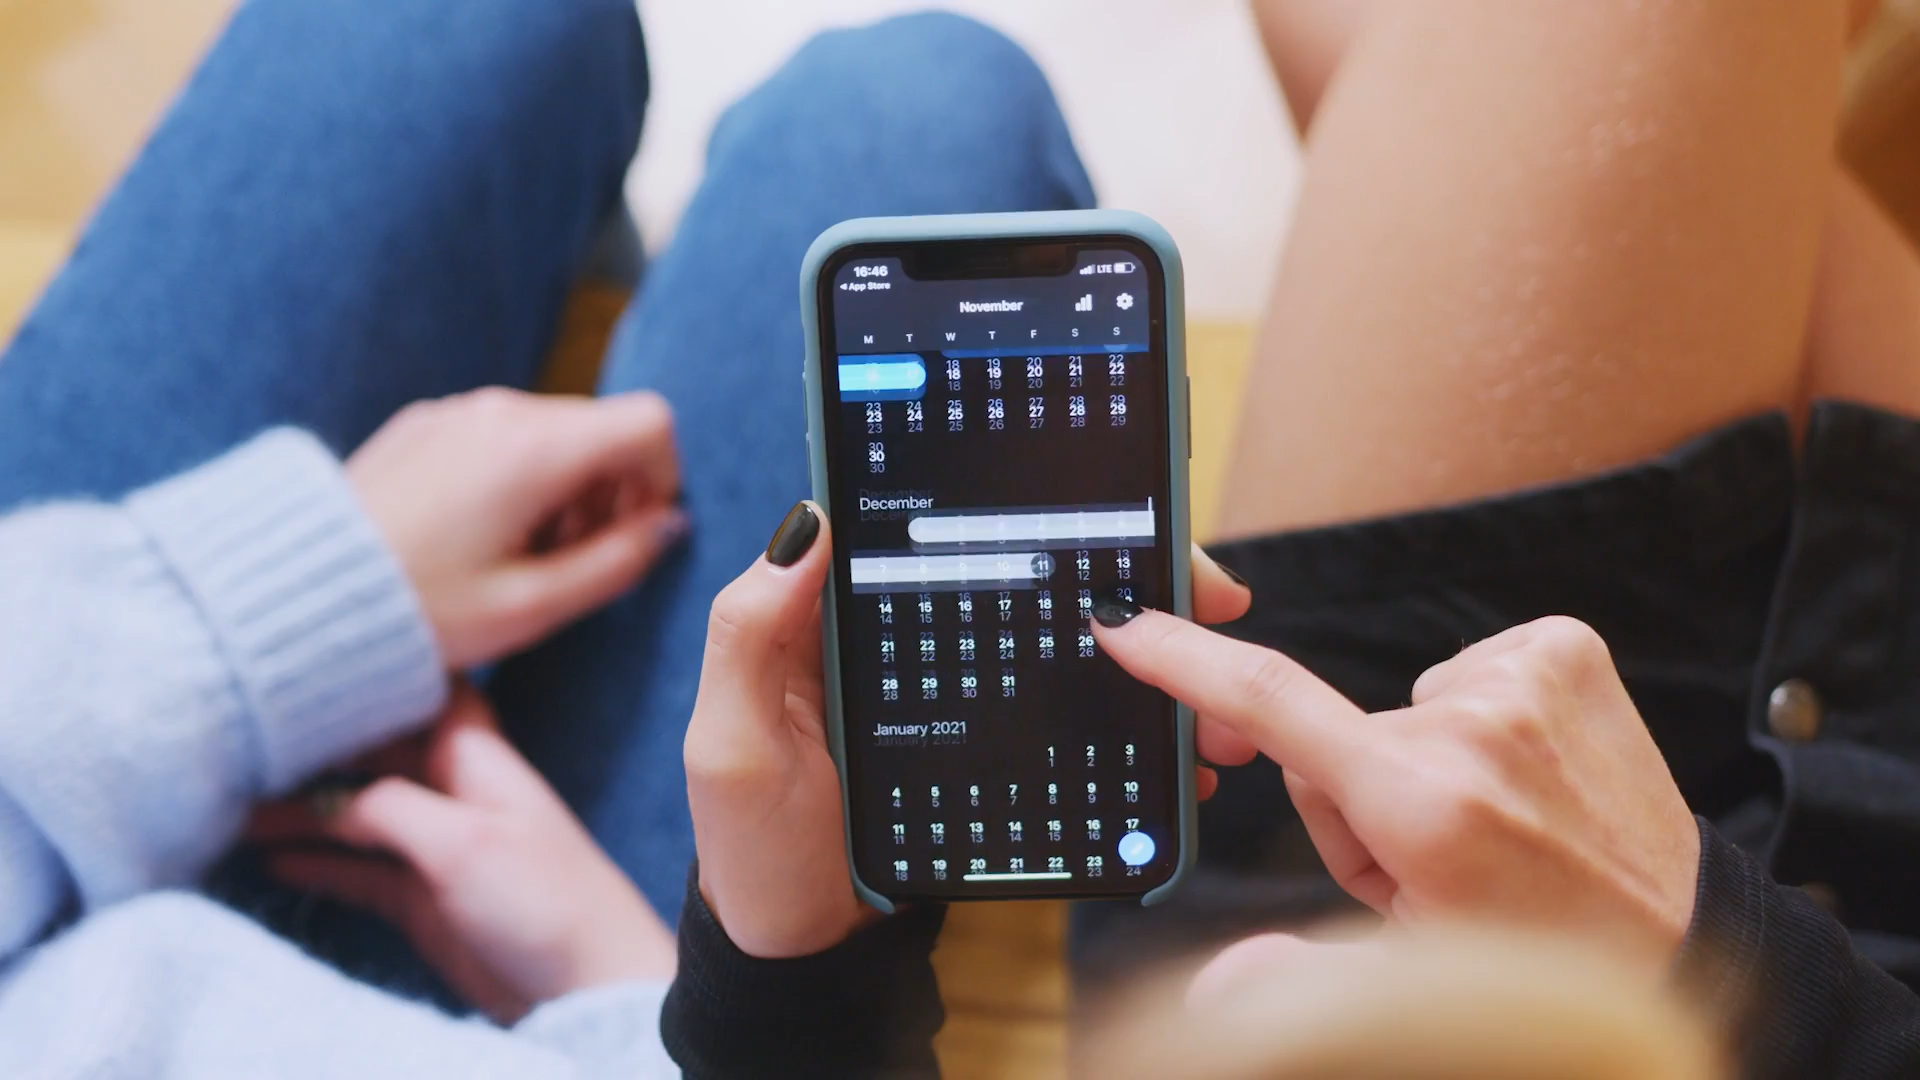 16:46 LTE
◀ App Store
November
M T W T F S S
18 19 20 21 22
23 24 25 26 27 28 29
30
December
11 12 13
14 15 16 17 18 19
21 22 23 24 25 26
28 29 30 31
January 2021
1 2 3
4 5 6 7 8 9 10
11 12 13 14 15 16 17
18 19 20 21 22 23 24